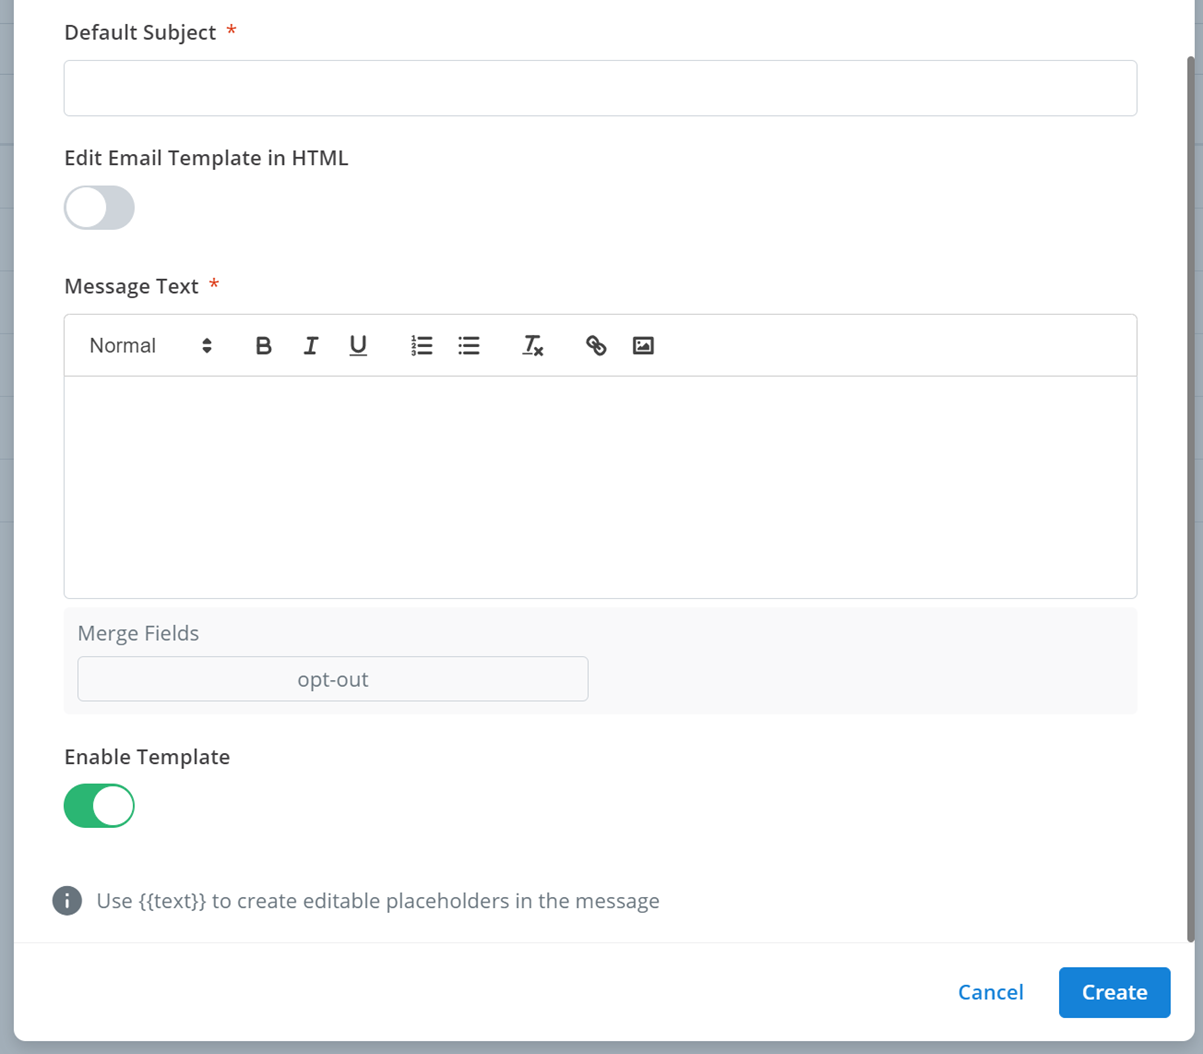 Default Subject *
Edit Email Template in HTML
Message Text *
Normal
Merge Fields
opt-out
Enable Template
Use {{text}} to create editable placeholders in the message
Cancel Create